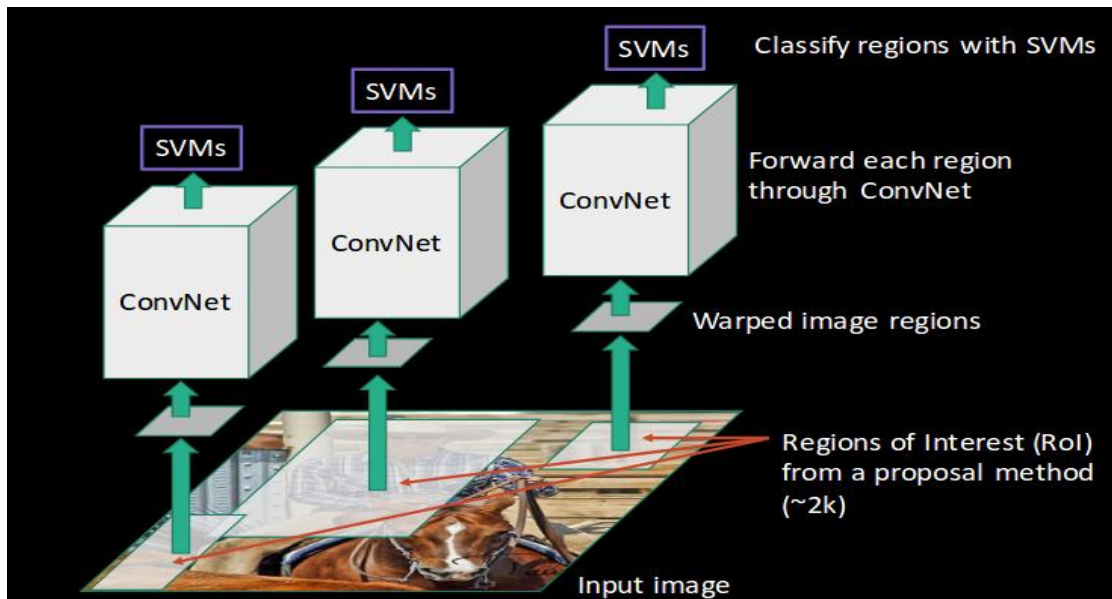 SVMs
Classify regions with SVMs
SVMs
SVMs
Forward each region
through ConvNet
ConvNet
ConvNet
ConvNet
Warped image regions
Regions of Interest (RoI)
from a proposal method
(~2k)
Input image